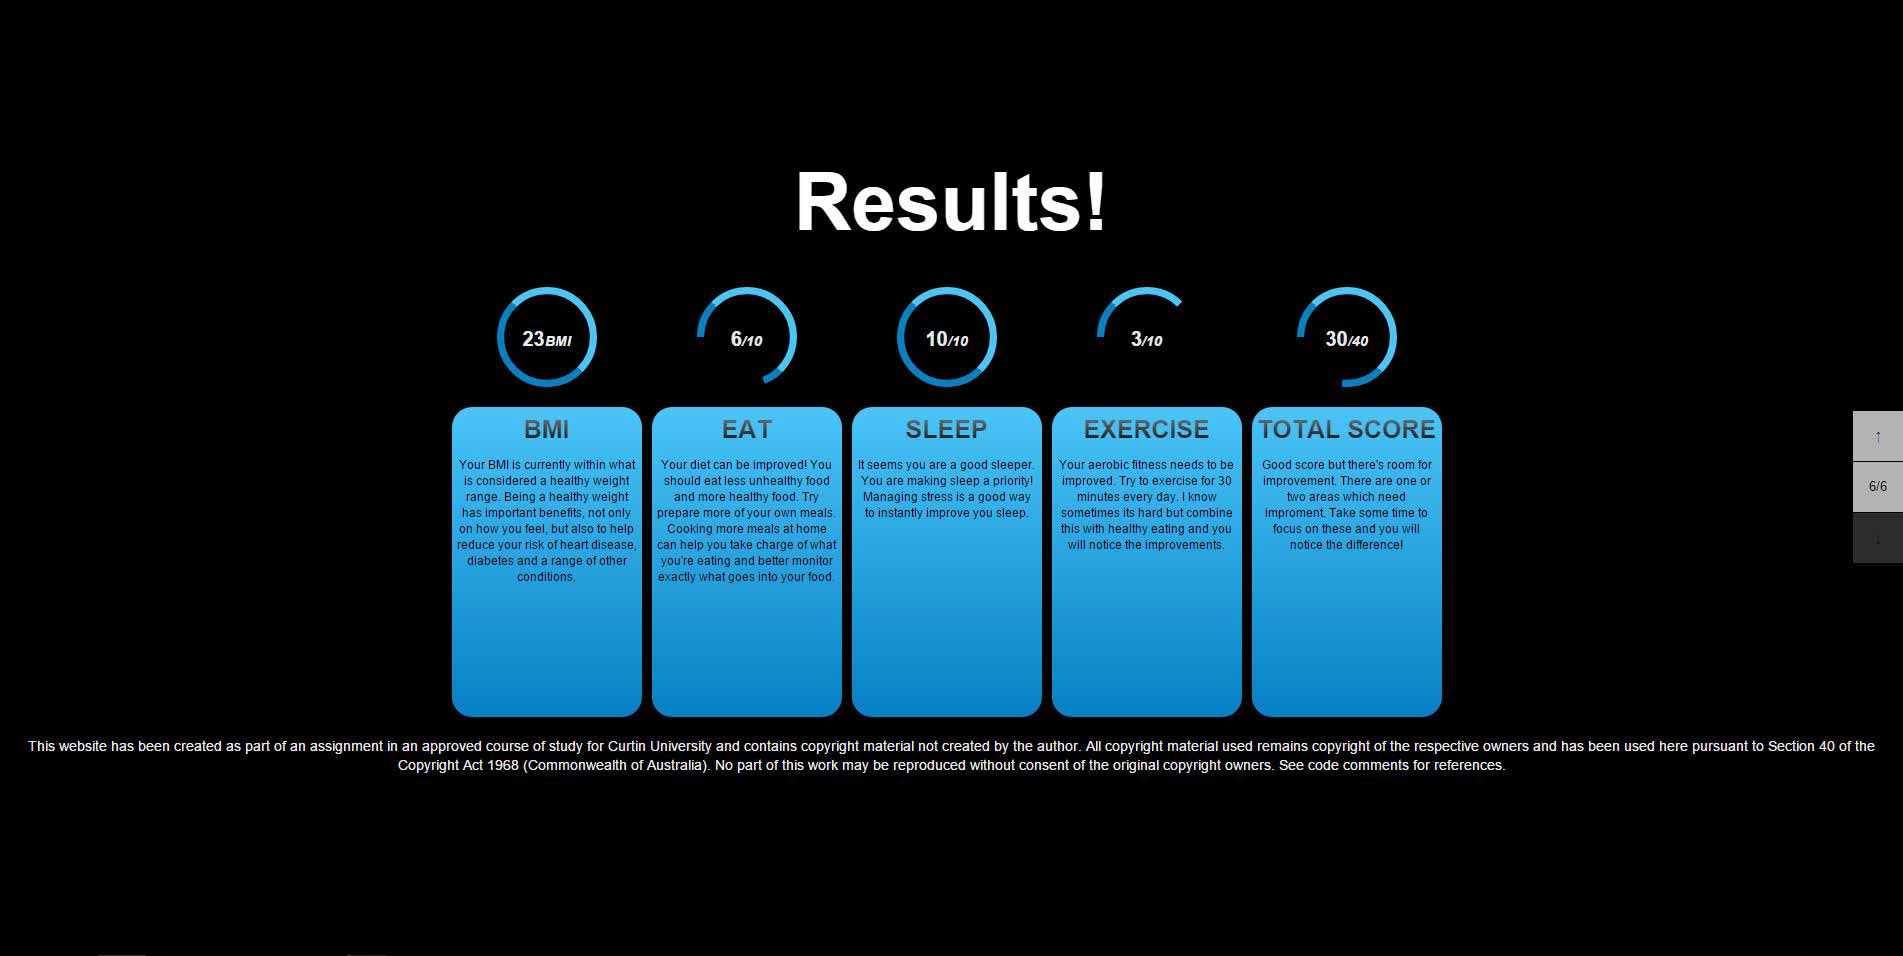 Results!
23BMI
6/10
10/10
3/10
30/40
BMI
Your BMI is currently within what
is considered a healthy weight
range. Being a healthy weight
has important benefits, not only
on how you feel, but also to help
reduce your risk of heart disease,
diabetes and a range of other
conditions.
EAT
Your diet can be improved! You
should eat less unhealthy food
and more healthy food. Try
prepare more of your own meals.
Cooking more meals at home
can help you take charge of what
you're eating and better monitor
exactly what goes into your food.
SLEEP
It seems you are a good sleeper.
You are making sleep a priority!
Managing stress is a good way
to instantly improve you sleep.
EXERCISE
Your aerobic fitness needs to be
improved. Try to exercise for 30
minutes every day. I know
sometimes its hard but combine
this with healthy eating and you
will notice the improvements.
TOTAL SCORE
Good score but there's room for
improvement. There are one or
two areas which need
improment. Take some time to
focus on these and you will
notice the difference!
↑
6/6
↓
This website has been created as part of an assignment in an approved course of study for Curtin University and contains copyright material not created by the author. All copyright material used remains copyright of the respective owners and has been used here pursuant to Section 40 of the
Copyright Act 1968 (Commonwealth of Australia). No part of this work may be reproduced without consent of the original copyright owners. See code comments for references.